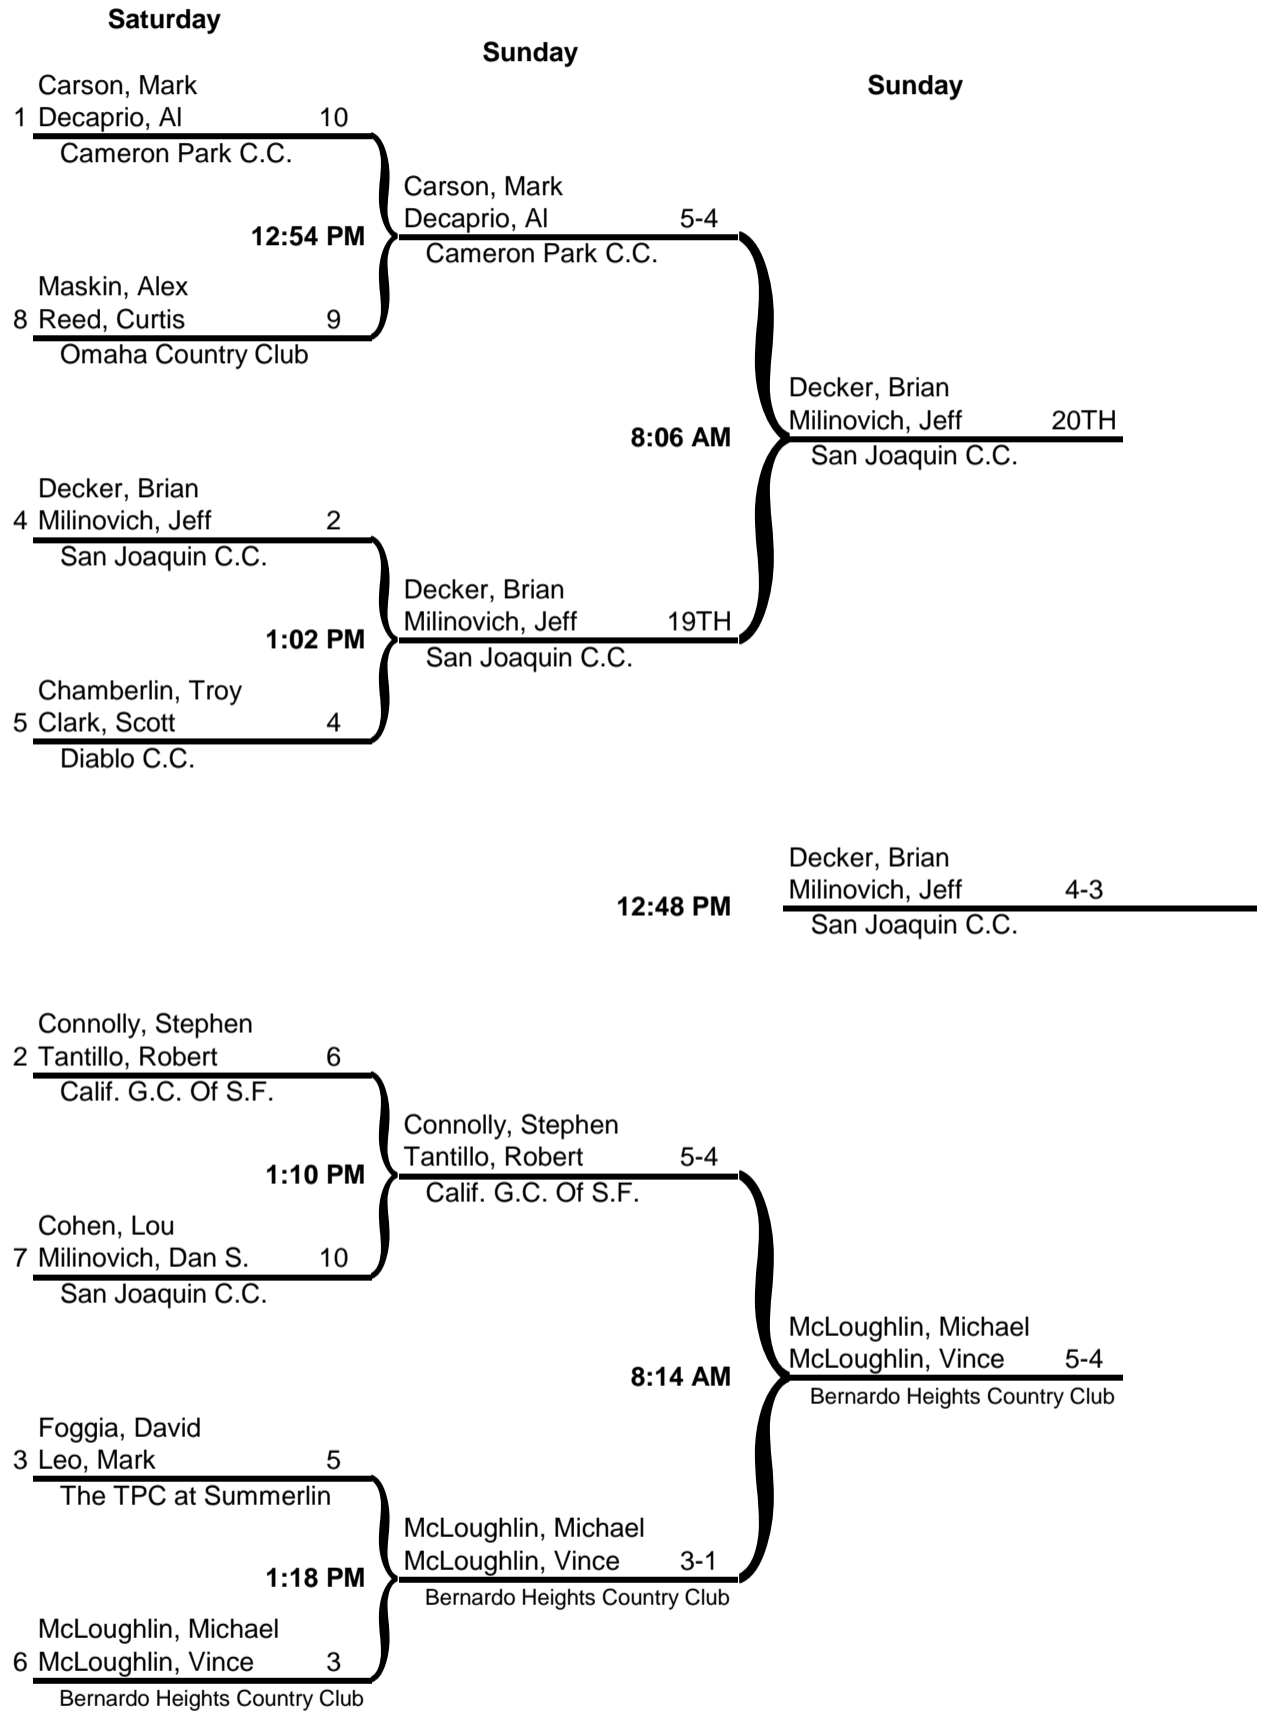 Saturday
Sunday
Sunday
Carson, Mark
1 Decaprio, Al 10
Cameron Park C.C.
Carson, Mark
Decaprio, Al 5-4
12:54 PM
Cameron Park C.C.
Maskin, Alex
8 Reed, Curtis 9
Omaha Country Club
Decker, Brian
Milinovich, Jeff 20TH
8:06 AM
San Joaquin C.C.
Decker, Brian
4 Milinovich, Jeff 2
San Joaquin C.C.
Decker, Brian
Milinovich, Jeff 19TH
1:02 PM
San Joaquin C.C.
Chamberlin, Troy
5 Clark, Scott 4
Diablo C.C.
Decker, Brian
Milinovich, Jeff 4-3
12:48 PM
San Joaquin C.C.
Connolly, Stephen
2 Tantillo, Robert 6
Calif. G.C. Of S.F.
Connolly, Stephen
Tantillo, Robert 5-4
1:10 PM
Calif. G.C. Of S.F.
Cohen, Lou
7 Milinovich, Dan S. 10
San Joaquin C.C.
McLoughlin, Michael
McLoughlin, Vince 5-4
8:14 AM
Bernardo Heights Country Club
Foggia, David
3 Leo, Mark 5
The TPC at Summerlin
McLoughlin, Michael
McLoughlin, Vince 3-1
1:18 PM
Bernardo Heights Country Club
McLoughlin, Michael
6 McLoughlin, Vince 3
Bernardo Heights Country Club